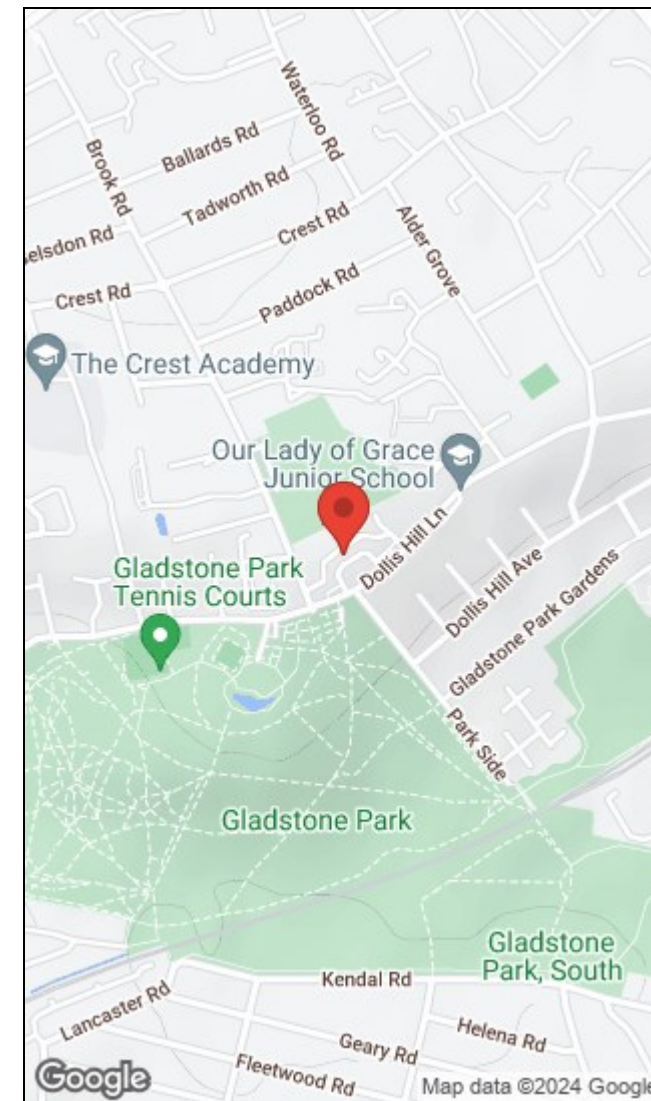 Waterloo Rd
Ballards Rd
Brook Rd
Tadworth Rd
elsdon Rd
Crest Rd
Alder Grove
Crest Rd
Paddock Rd
The Crest Academy
Our Lady of Grace
Junior School
Dollis Hill Ln
Gladstone Park
Tennis Courts
Dollis Hill Ave
Gladstone Park Gardens
Park Side
Gladstone Park
Gladstone
Park, South
Kendal Rd
Lancaster Rd
Geary Rd
Helena Rd
Fleetwood Rd
Google
Map data ©2024 Google